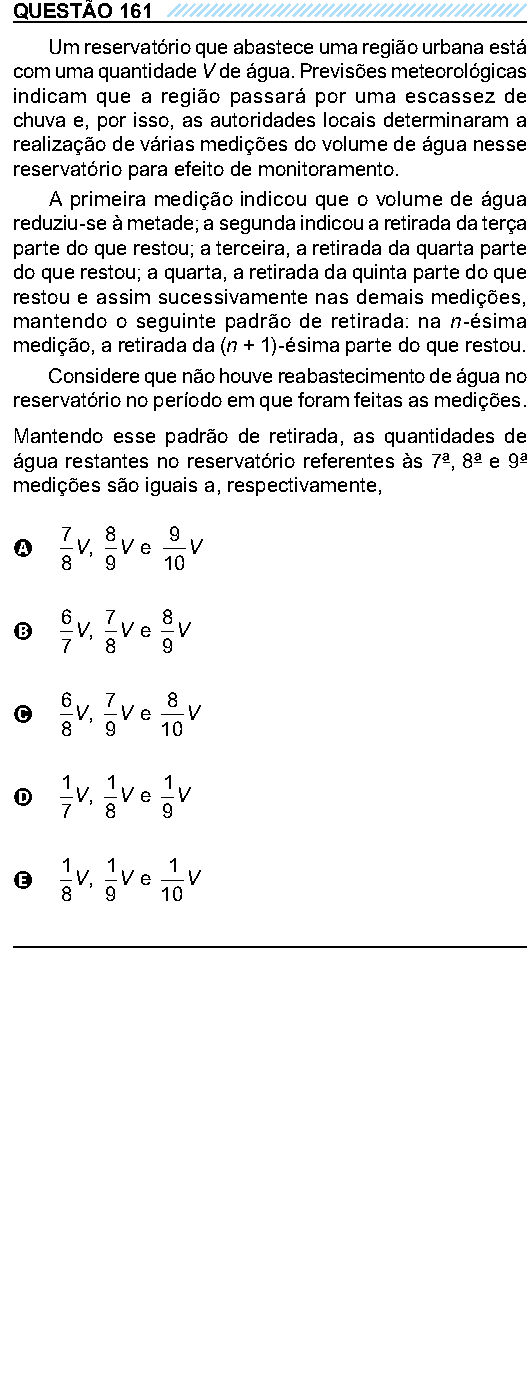 QUESTÃO 161
Um reservatório que abastece uma região urbana está
com uma quantidade V de água. Previsões meteorológicas
indicam que a região passará por uma escassez de
chuva e, por isso, as autoridades locais determinaram a
realização de várias medições do volume de água nesse
reservatório para efeito de monitoramento.
A primeira medição indicou que o volume de água
reduziu-se à metade; a segunda indicou a retirada da terça
parte do que restou; a terceira, a retirada da quarta parte
do que restou; a quarta, a retirada da quinta parte do que
restou e assim sucessivamente nas demais medições,
mantendo o seguinte padrão de retirada: na n-ésima
medição, a retirada da (n + 1)-ésima parte do que restou.
Considere que não houve reabastecimento de água no
reservatório no período em que foram feitas as medições.
Mantendo esse padrão de retirada, as quantidades de
água restantes no reservatório referentes às 7ª, 8ª e 9ª
medições são iguais a, respectivamente,
A 7/8 V, 8/9 V e 9/10 V
B 6/7 V, 7/8 V e 8/9 V
C 6/8 V, 7/9 V e 8/10 V
D 1/7 V, 1/8 V e 1/9 V
E 1/8 V, 1/9 V e 1/10 V